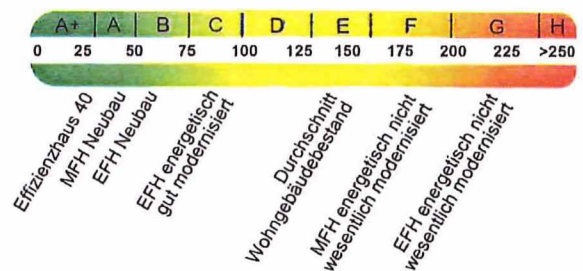 A+ A B C D E F G H
0 25 50 75 100 125 150 175 200 225 >250
Effizienzhaus 40
MFH Neubau
EFH Neubau
EFH energetisch
gut modernisiert
Durchschnitt
Wohngebäudebestand
MFH energetisch nicht
wesentlich modernisiert
EFH energetisch nicht
wesentlich modernisiert